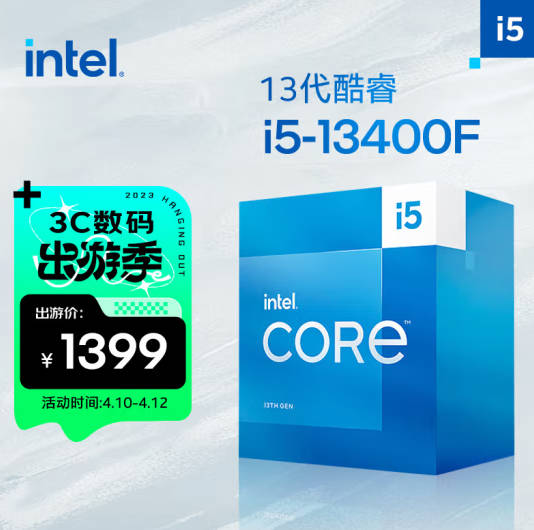 intel.
i5
13代酷睿
i5-13400F
2023 HANGING OUT
3C数码
出游季
出游价:
¥1399
活动时间:4.10-4.12
i5
intel.
CORE™
13TH GEN